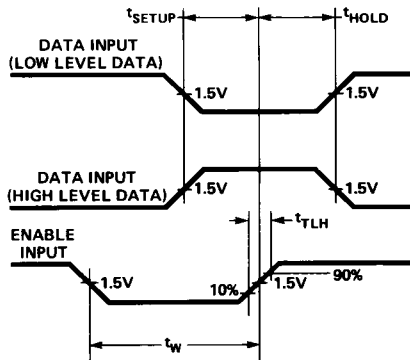 tSETUP
tHOLD
DATA INPUT
(LOW LEVEL DATA)
1.5V
1.5V
DATA INPUT
(HIGH LEVEL DATA)
1.5V
1.5V
tTLH
ENABLE
INPUT
1.5V
10%
1.5V
90%
tW